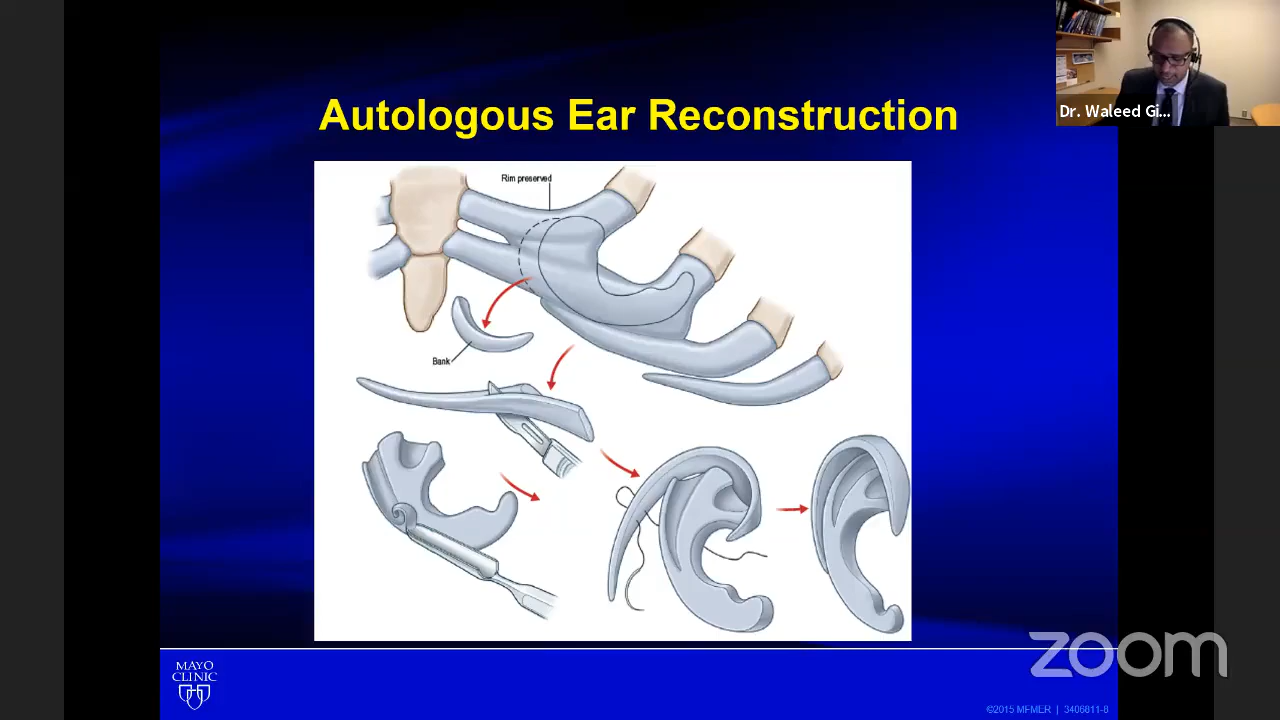 Autologous Ear Reconstruction
Dr. Waleed Gi...
Rim preserved
Bank
MAYO
CLINIC
zoom
©2015 MFMER | 3406811-8